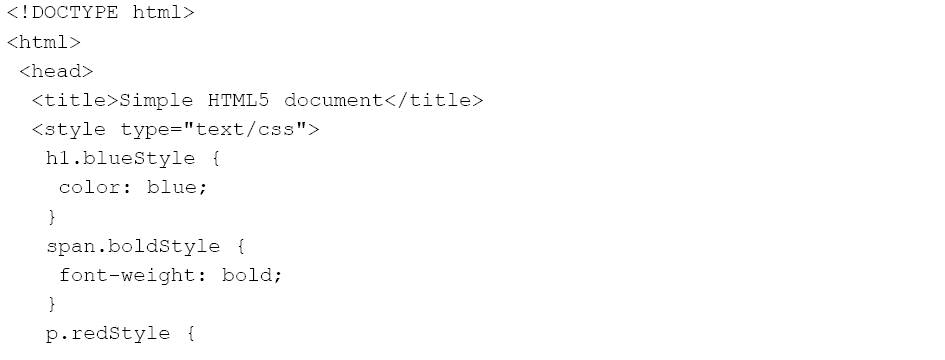 <!DOCTYPE html>
<html>
<head>
<title>Simple HTML5 document</title>
<style type="text/css">
h1.blueStyle {
color: blue;
}
span.boldStyle {
font-weight: bold;
}
p.redStyle {